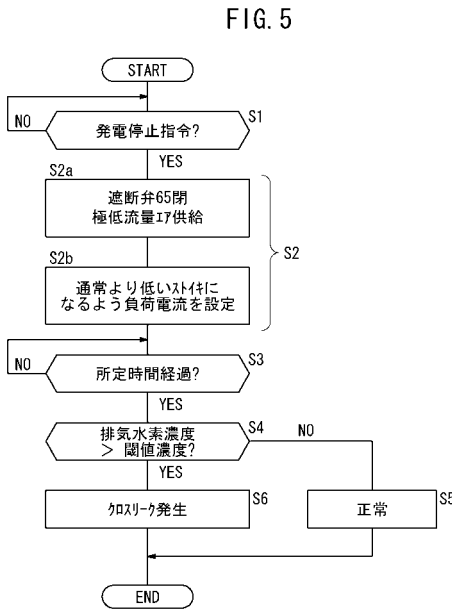 FIG. 5
START
NO
発電停止指令?
S1
YES
S2a
遮断弁65閉
極低流量ｴｱ供給
S2
S2b
通常より低いｽﾄｲｷに
なるよう負荷電流を設定
NO
所定時間経過?
S3
YES
排気水素濃度
＞ 閾値濃度?
S4
NO
YES
ｸﾛｽﾘｰｸ発生
S6
正常
S5
END